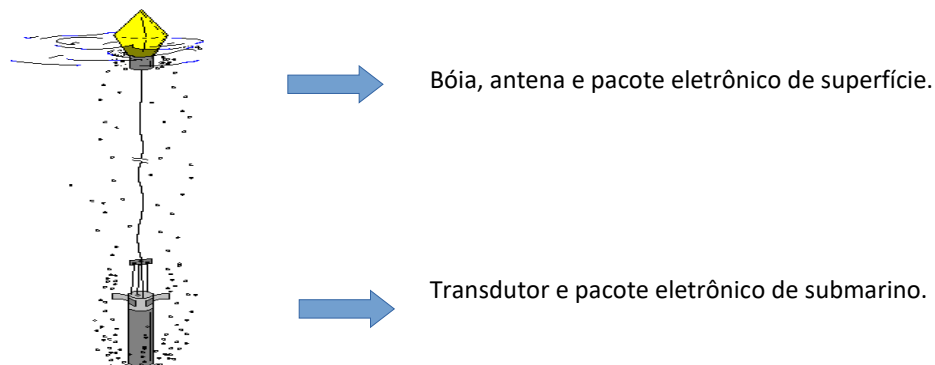 Bóia, antena e pacote eletrônico de superfície.
Transdutor e pacote eletrônico de submarino.